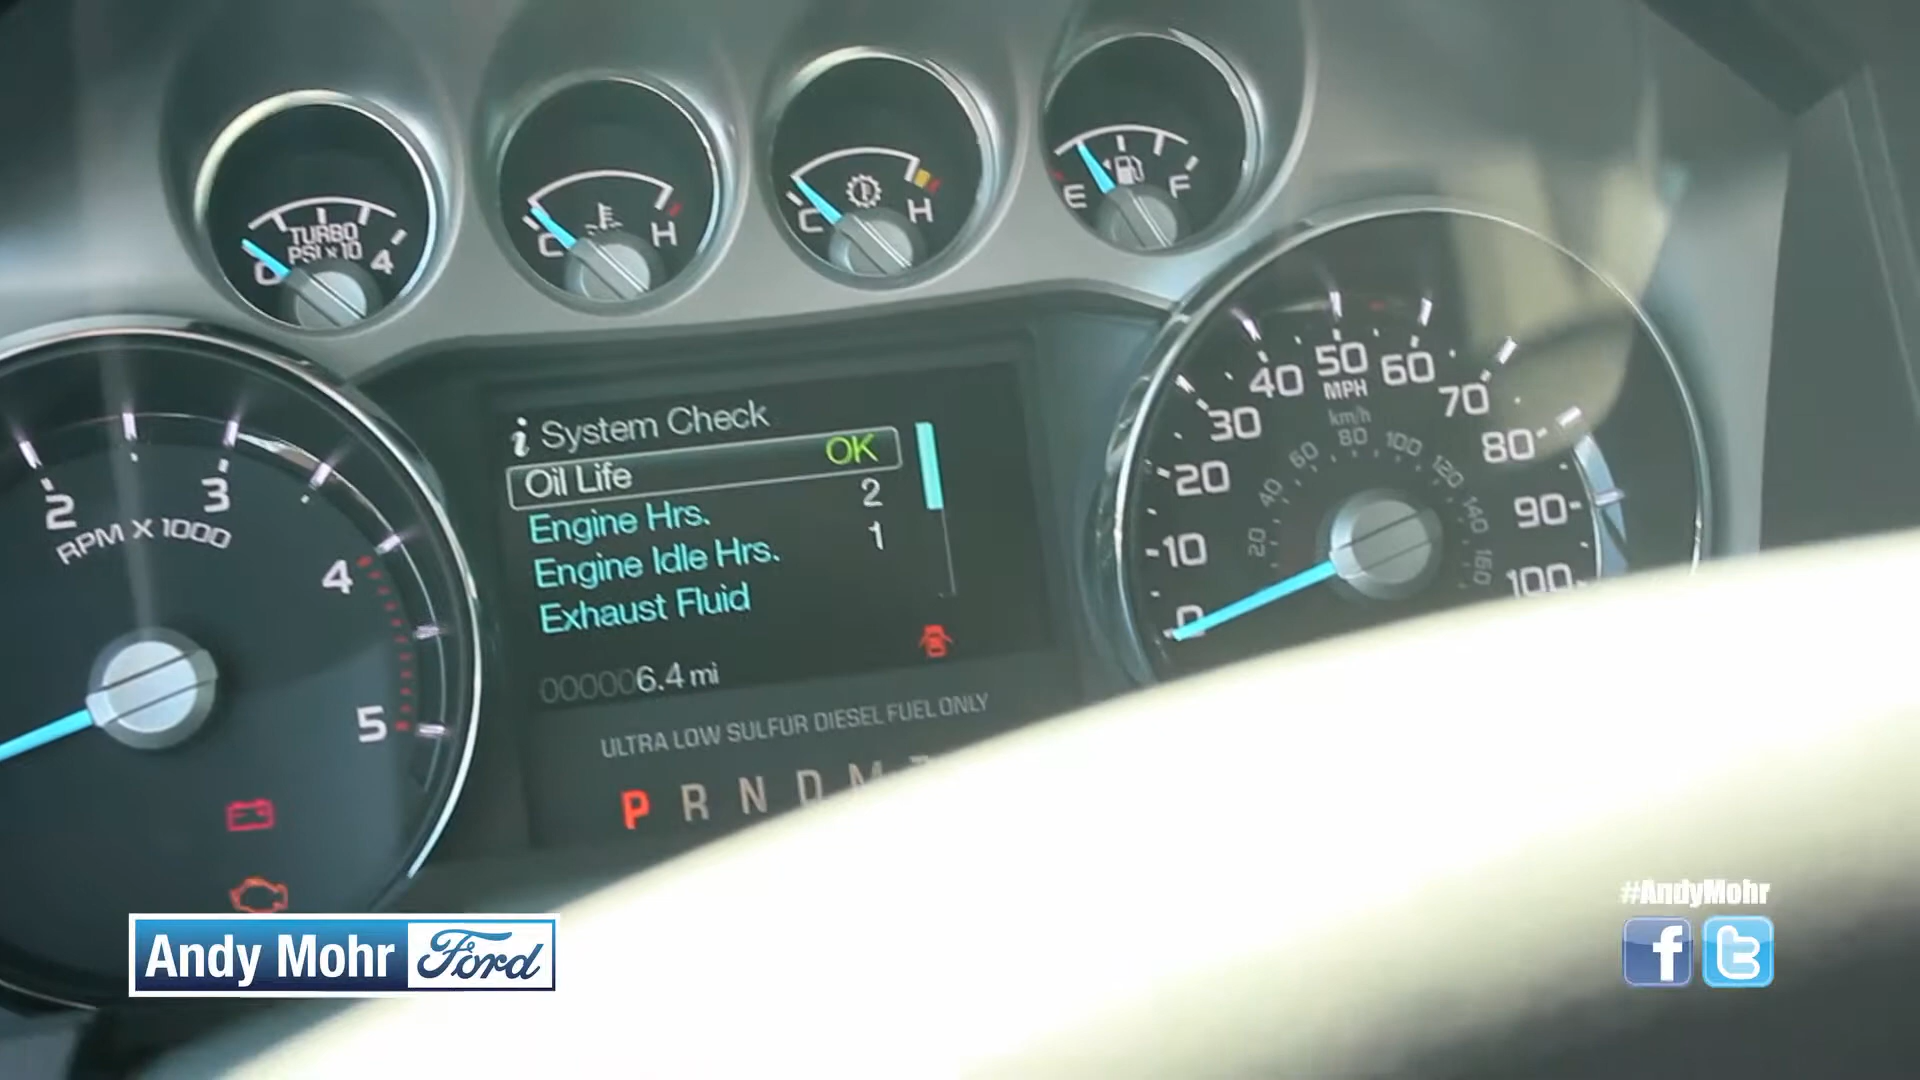 TURBO
PSI x10
0 4
C H
C H
E F
2 3 4 5
RPM X 1000
i System Check
Oil Life OK
Engine Hrs. 2
Engine Idle Hrs. 1
Exhaust Fluid
000006.4 mi
ULTRA LOW SULFUR DIESEL FUEL ONLY
P R N D M
0 10 20 30 40 50 60 70 80 90 100
MPH
km/h
20 40 60 80 100 120 140 160
#AndyMohr
Andy Mohr Ford
f t